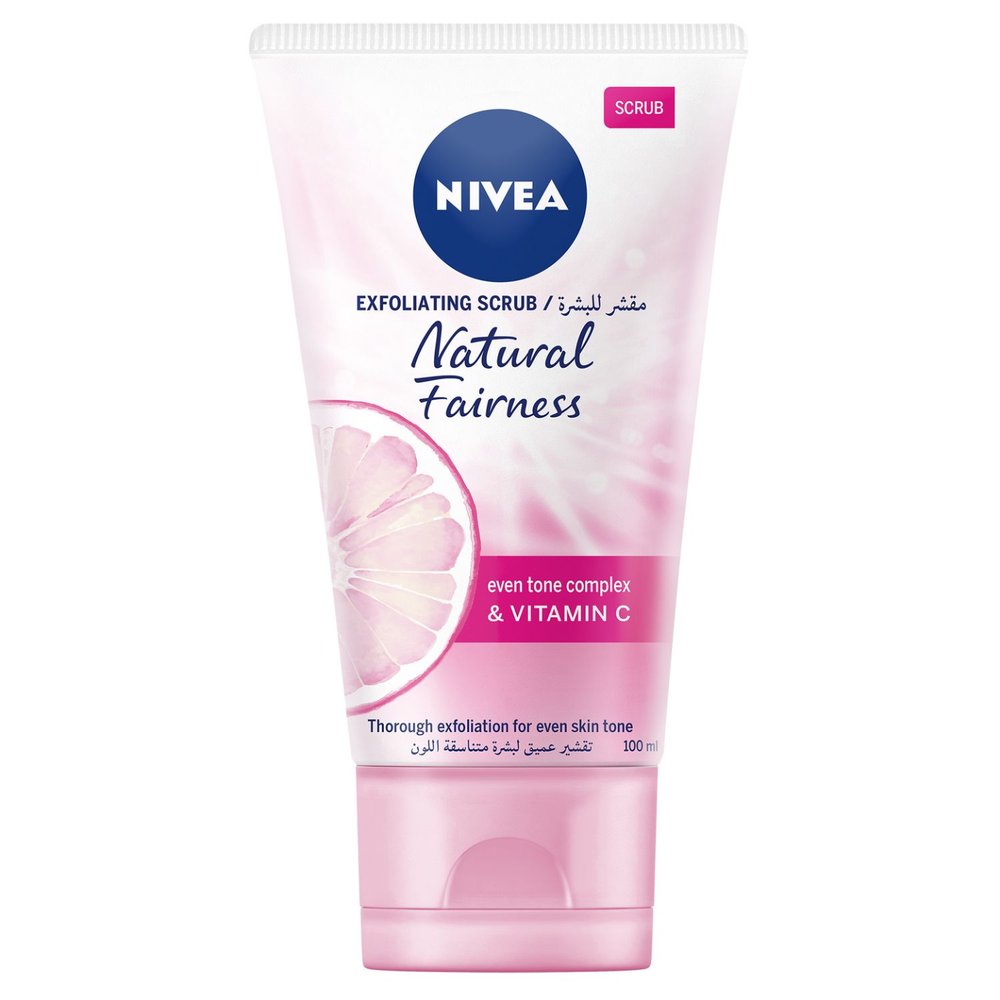 SCRUB
NIVEA
EXFOLIATING SCRUB / مقشر للبشرة
Natural
Fairness
even tone complex
& VITAMIN C
Thorough exfoliation for even skin tone
تقشير عميق لبشرة متناسقة اللون 100 ml